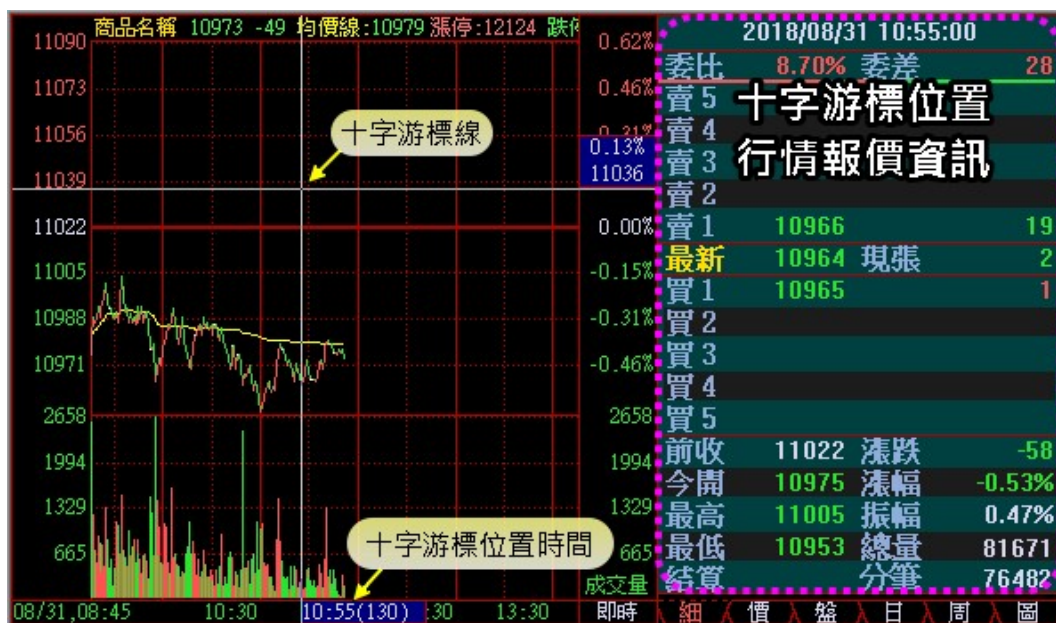 商品名稱 10973 -49 均價線:10979 漲停:12124 跌停
11090 0.62%
11073 0.46%
11056 0.31%
十字游標線
0.13%
11036
11039
11022 0.00%
11005 -0.15%
10988 -0.31%
10971 -0.46%
2658 2658
1994 1994
1329 1329
665 665
十字游標位置時間
成交量
08/31,08:45 10:30 10:55(130) :30 13:30 即時
2018/08/31 10:55:00
委比 8.70% 委差 28
十字游標位置
行情報價資訊
賣5
賣4
賣3
賣2
賣1 10966 19
最新 10964 現張 2
買1 10965 1
買2
買3
買4
買5
前收 11022 漲跌 -58
今開 10975 漲幅 -0.53%
最高 11005 振幅 0.47%
最低 10953 總量 81671
結算 分筆 76482
細 價 盤 日 周 圖